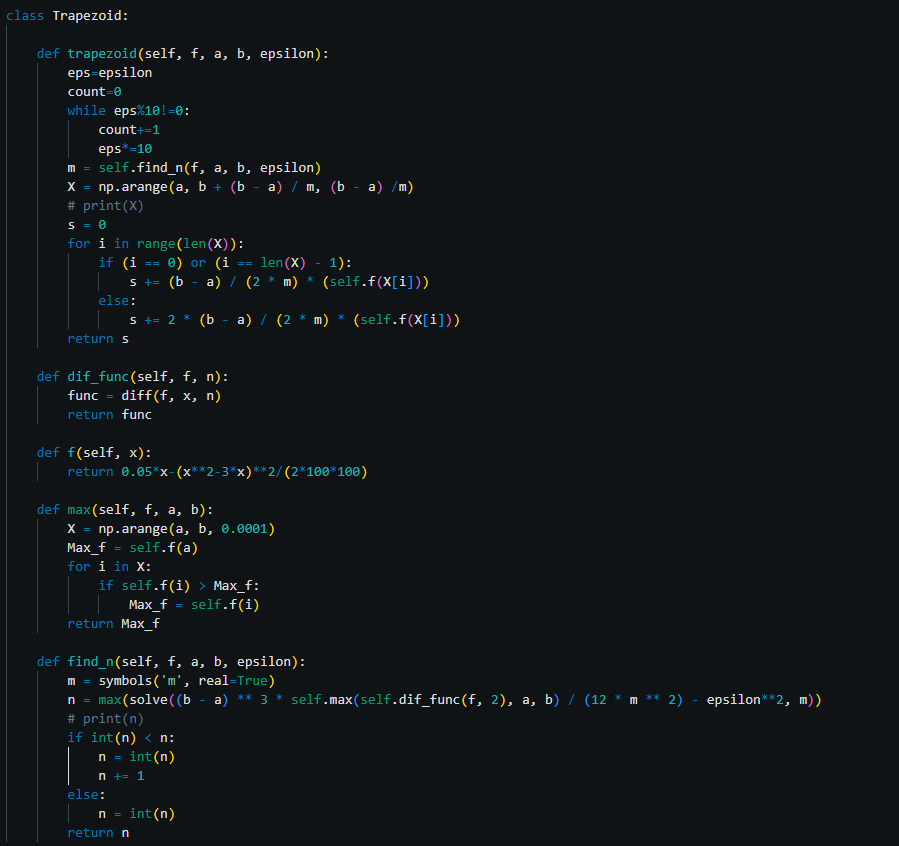 class Trapezoid:
    def trapezoid(self, f, a, b, epsilon):
        eps=epsilon
        count=0
        while eps%10!=0:
            count+=1
            eps*=10
        m = self.find_n(f, a, b, epsilon)
        X = np.arange(a, b + (b - a) / m, (b - a) /m)
        # print(X)
        s = 0
        for i in range(len(X)):
            if (i == 0) or (i == len(X) - 1):
                s += (b - a) / (2 * m) * (self.f(X[i]))
            else:
                s += 2 * (b - a) / (2 * m) * (self.f(X[i]))
        return s
    def dif_func(self, f, n):
        func = diff(f, x, n)
        return func
    def f(self, x):
        return 0.05*x-(x**2-3*x)**2/(2*100*100)
    def max(self, f, a, b):
        X = np.arange(a, b, 0.0001)
        Max_f = self.f(a)
        for i in X:
            if self.f(i) > Max_f:
                Max_f = self.f(i)
        return Max_f
    def find_n(self, f, a, b, epsilon):
        m = symbols('m', real=True)
        n = max(solve((b - a) ** 3 * self.max(self.dif_func(f, 2), a, b) / (12 * m ** 2) - epsilon**2, m))
        # print(n)
        if int(n) < n:
            n = int(n)
            n += 1
        else:
            n = int(n)
        return n